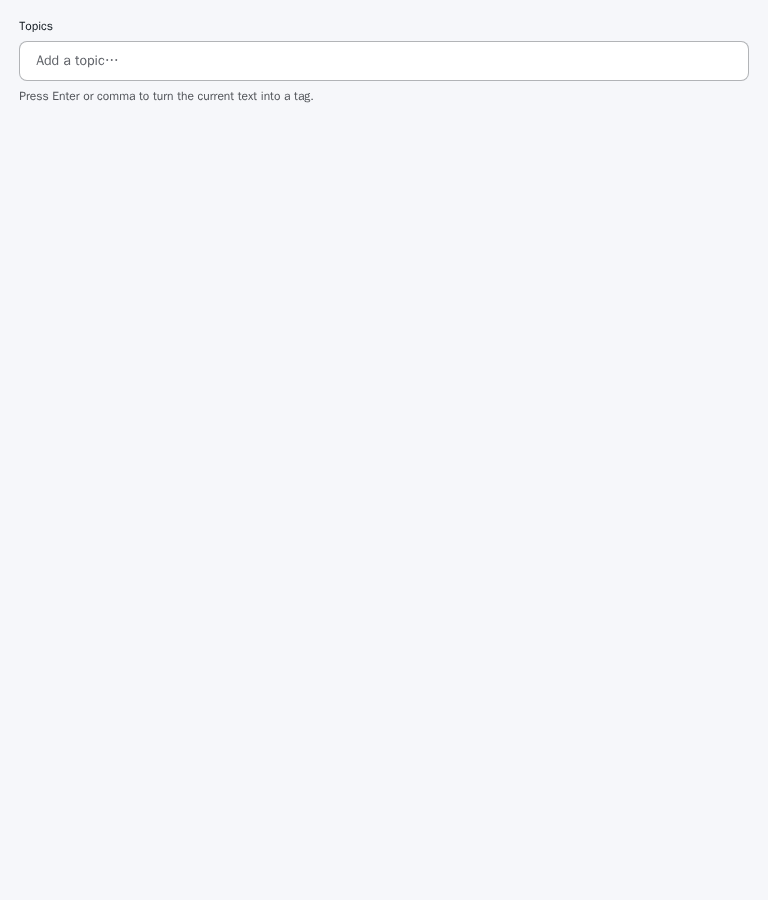 Topics
Add a topic…
Press Enter or comma to turn the current text into a tag.